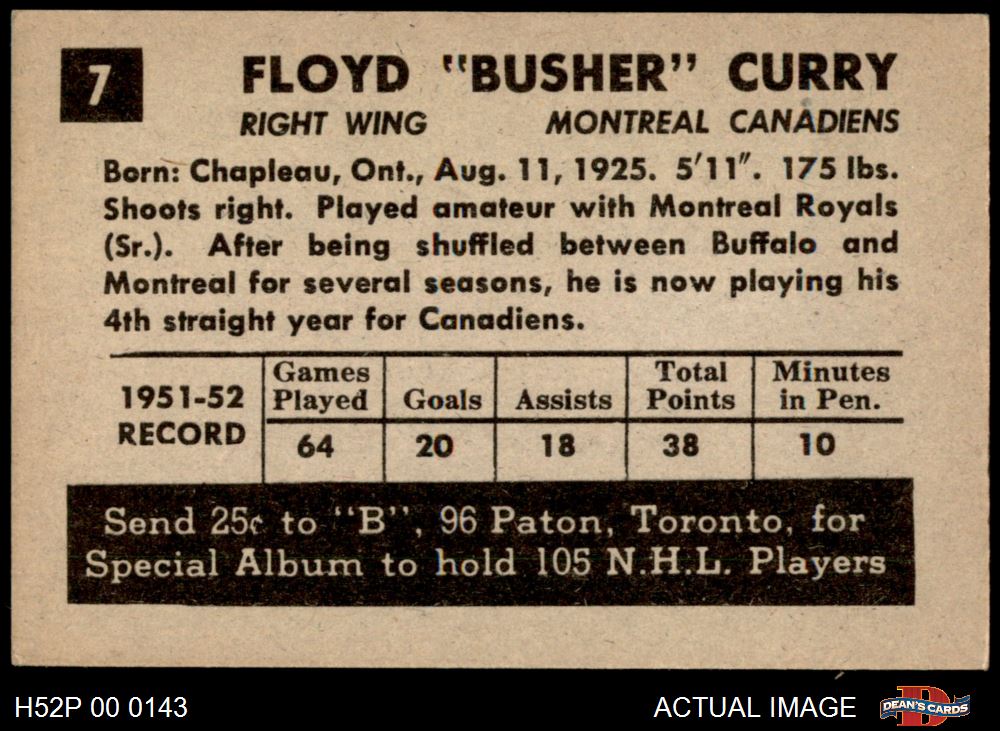 7
FLOYD "BUSHER" CURRY
RIGHT WING MONTREAL CANADIENS
Born: Chapleau, Ont., Aug. 11, 1925. 5'11". 175 lbs.
Shoots right. Played amateur with Montreal Royals
(Sr.). After being shuffled between Buffalo and
Montreal for several seasons, he is now playing his
4th straight year for Canadiens.
1951-52 RECORD
Games Played Goals Assists Total Points Minutes in Pen.
64 20 18 38 10
Send 25¢ to "B", 96 Paton, Toronto, for
Special Album to hold 105 N.H.L. Players
H52P 00 0143 ACTUAL IMAGE DEAN'S CARDS